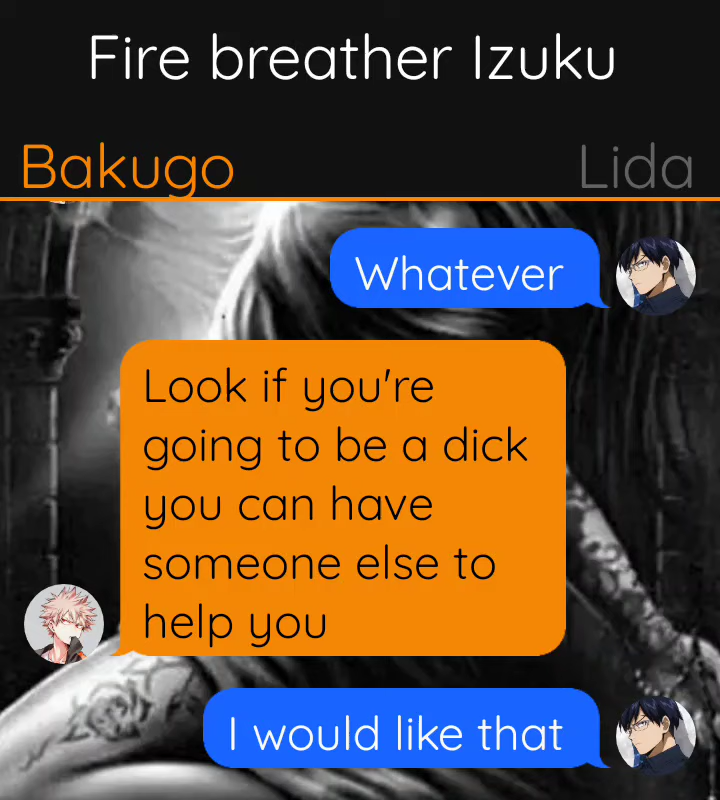 Fire breather Izuku
Bakugo
Lida
Whatever
Look if you're
going to be a dick
you can have
someone else to
help you
I would like that